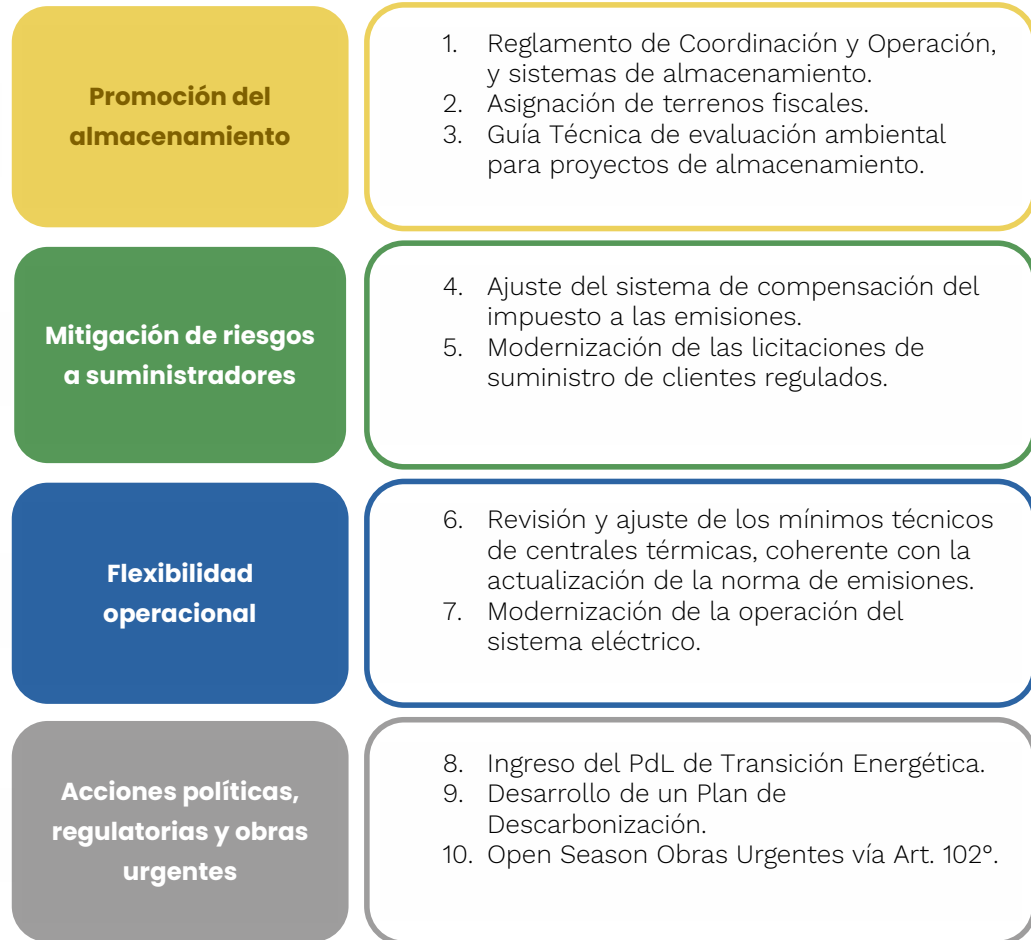 Promoción del
almacenamiento
1. Reglamento de Coordinación y Operación,
y sistemas de almacenamiento.
2. Asignación de terrenos fiscales.
3. Guía Técnica de evaluación ambiental
para proyectos de almacenamiento.
Mitigación de riesgos
a suministradores
4. Ajuste del sistema de compensación del
impuesto a las emisiones.
5. Modernización de las licitaciones de
suministro de clientes regulados.
Flexibilidad
operacional
6. Revisión y ajuste de los mínimos técnicos
de centrales térmicas, coherente con la
actualización de la norma de emisiones.
7. Modernización de la operación del
sistema eléctrico.
Acciones políticas,
regulatorias y obras
urgentes
8. Ingreso del PdL de Transición Energética.
9. Desarrollo de un Plan de
Descarbonización.
10. Open Season Obras Urgentes vía Art. 102°.